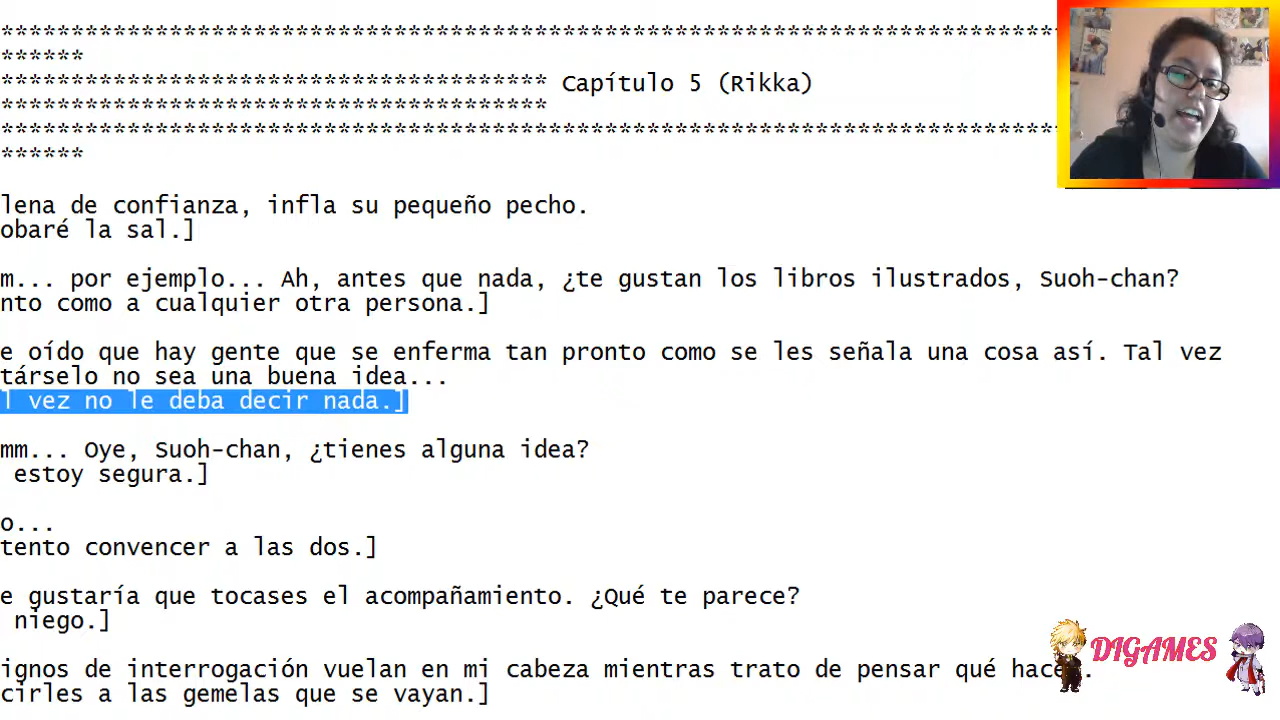 ****************************************************************************
******
*************************************** Capítulo 5 (Rikka)
***************************************
****************************************************************************
******
lena de confianza, infla su pequeño pecho.
obaré la sal.]
m... por ejemplo... Ah, antes que nada, ¿te gustan los libros ilustrados, Suoh-chan?
nto como a cualquier otra persona.]
e oído que hay gente que se enferma tan pronto como se les señala una cosa así. Tal vez
társelo no sea una buena idea...
l vez no le deba decir nada.]
mm... Oye, Suoh-chan, ¿tienes alguna idea?
estoy segura.]
o...
tento convencer a las dos.]
e gustaría que tocases el acompañamiento. ¿Qué te parece?
niego.]
ignos de interrogación vuelan en mi cabeza mientras trato de pensar qué hace
cirles a las gemelas que se vayan.]
DIGAMES